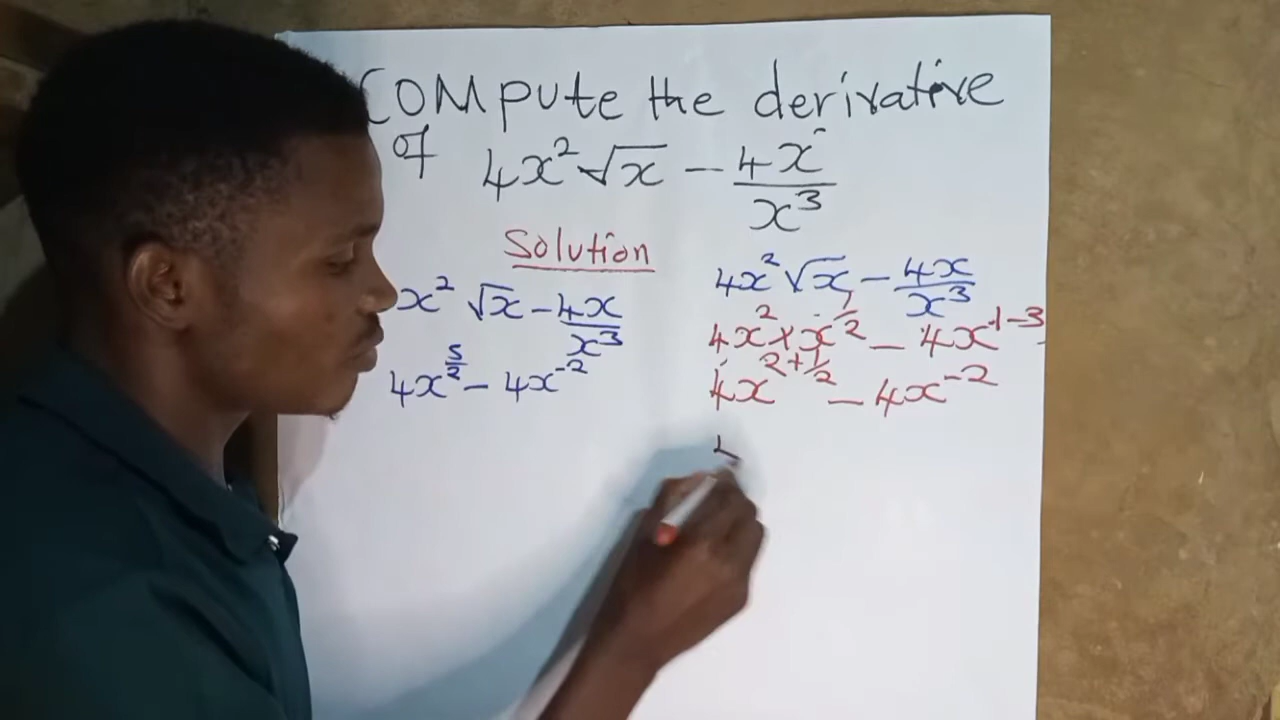 COMPUte the derivative
of 4x²√x - 4x/x³
Solution
x² √x - 4x/x³
4x^(5/2) - 4x⁻²
4x²√x - 4x/x³
4x² × x^(1/2) - 4x^(1-3)
4x^(2+1/2) - 4x⁻²
4